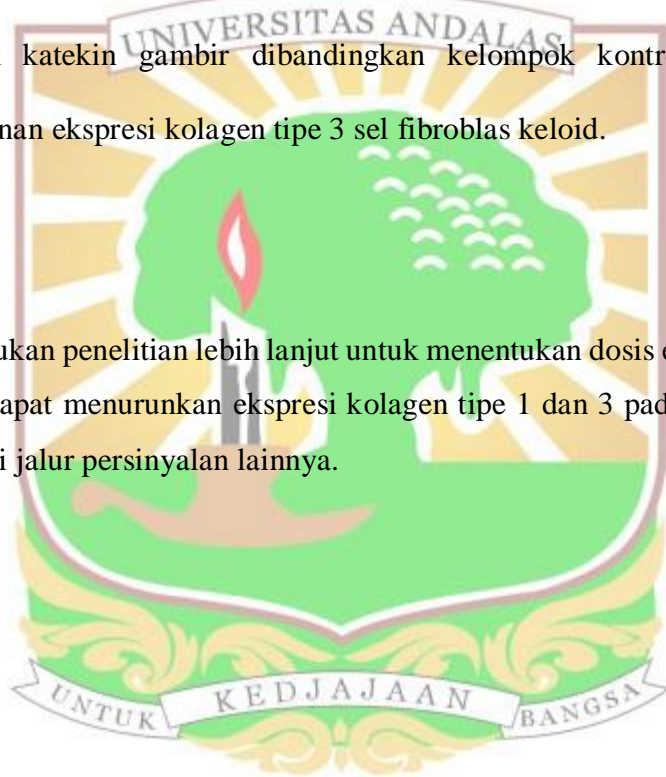 UNIVERSITAS ANDALAS
katekin gambir dibandingkan kelompok kontr
nan ekspresi kolagen tipe 3 sel fibroblas keloid.
ukan penelitian lebih lanjut untuk menentukan dosis e
apat menurunkan ekspresi kolagen tipe 1 dan 3 pad
i jalur persinyalan lainnya.
UNTUK KEDJAJAAN BANGSA